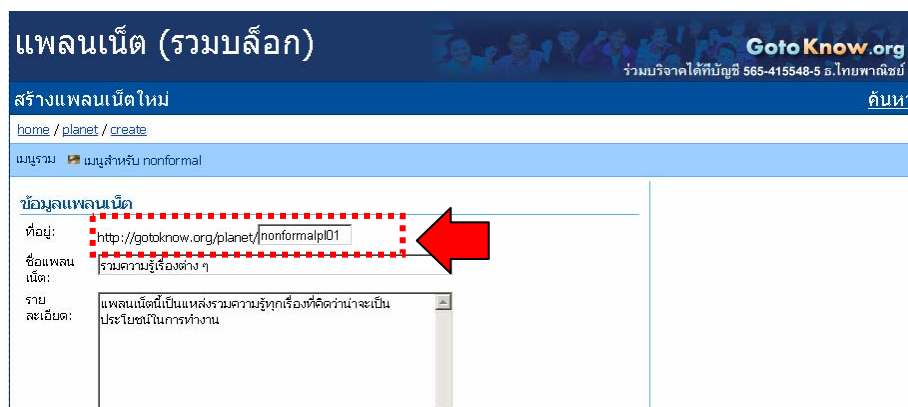 แพลนเน็ต (รวมบล็อก)
GotoKnow.org
ร่วมบริจาคได้ที่บัญชี 565-415548-5 ธ.ไทยพาณิชย์
สร้างแพลนเน็ตใหม่
ค้นหา
home / planet / create
เมนูรวม เมนูสำหรับ nonformal
ข้อมูลแพลนเน็ต
ที่อยู่: http://gotoknow.org/planet/nonformalpl01
ชื่อแพลนเน็ต: รวมความรู้เรื่องต่าง ๆ
รายละเอียด: แพลนเน็ตนี้เป็นแหล่งรวมความรู้ทุกเรื่องที่คิดว่าน่าจะเป็น
ประโยชน์ในการทำงาน